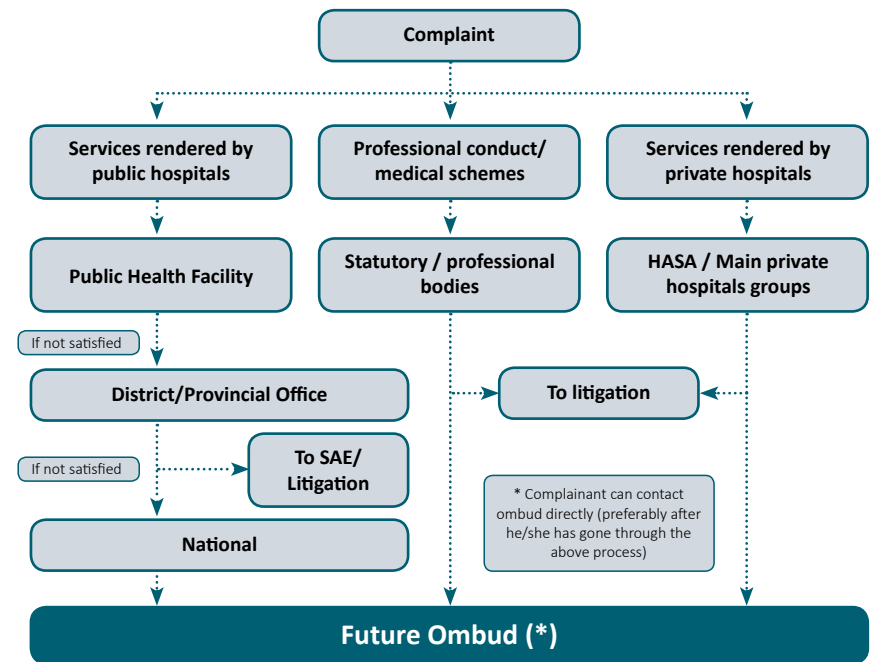 Complaint
Services rendered by
public hospitals
Professional conduct/
medical schemes
Services rendered by
private hospitals
Public Health Facility
Statutory / professional
bodies
HASA / Main private
hospitals groups
If not satisfied
District/Provincial Office
To litigation
If not satisfied
To SAE/
Litigation
* Complainant can contact
ombud directly (preferably after
he/she has gone through the
above process)
National
Future Ombud (*)